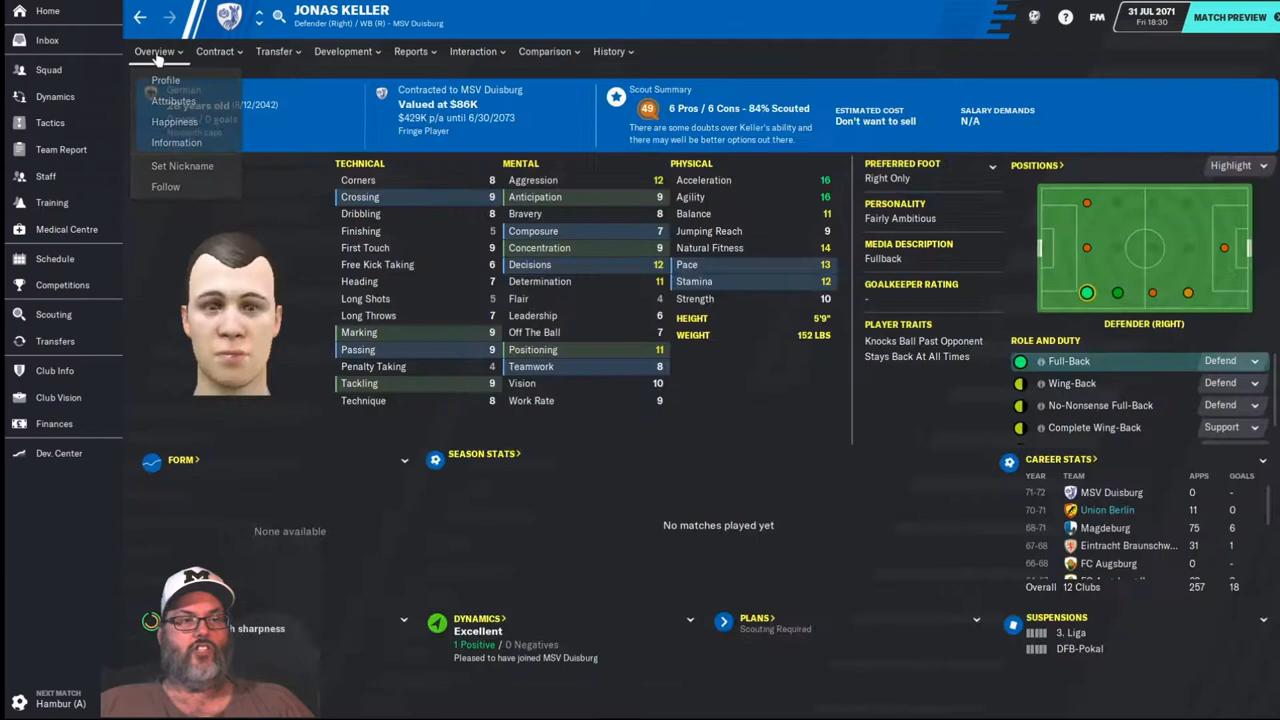 Home
Inbox
Squad
Dynamics
Tactics
Team Report
Staff
Training
Medical Centre
Schedule
Competitions
Scouting
Transfers
Club Info
Club Vision
Finances
Dev. Center
NEXT MATCH
Hambur (A)
JONAS KELLER
Defender (Right) / WB (R) - MSV Duisburg
FM
31 JUL 2071
Fri 18:30
MATCH PREVIEW
Overview
Contract
Transfer
Development
Reports
Interaction
Comparison
History
Profile
Attributes
Happiness
Information
Set Nickname
Follow
German
28 years old (8/12/2042)
Contracted to MSV Duisburg
Valued at $86K
$429K p/a until 6/30/2073
Fringe Player
Scout Summary
49
6 Pros / 6 Cons - 84% Scouted
There are some doubts over Keller's ability and
there may well be better options out there.
ESTIMATED COST
Don't want to sell
SALARY DEMANDS
N/A
TECHNICAL
Corners 8
Crossing 9
Dribbling 8
Finishing 5
First Touch 9
Free Kick Taking 6
Heading 7
Long Shots 5
Long Throws 7
Marking 9
Passing 9
Penalty Taking 4
Tackling 9
Technique 8
MENTAL
Aggression 12
Anticipation 9
Bravery 8
Composure 7
Concentration 9
Decisions 12
Determination 11
Flair 4
Leadership 6
Off The Ball 7
Positioning 11
Teamwork 8
Vision 10
Work Rate 9
PHYSICAL
Acceleration 16
Agility 16
Balance 11
Jumping Reach 9
Natural Fitness 14
Pace 13
Stamina 12
Strength 10
HEIGHT 5'9"
WEIGHT 152 LBS
PREFERRED FOOT
Right Only
PERSONALITY
Fairly Ambitious
MEDIA DESCRIPTION
Fullback
GOALKEEPER RATING
-
PLAYER TRAITS
Knocks Ball Past Opponent
Stays Back At All Times
POSITIONS
Highlight
DEFENDER (RIGHT)
ROLE AND DUTY
Full-Back Defend
Wing-Back Defend
No-Nonsense Full-Back Defend
Complete Wing-Back Support
FORM
None available
SEASON STATS
No matches played yet
CAREER STATS
YEAR TEAM APPS GOALS
71-72 MSV Duisburg 0 -
70-71 Union Berlin 11 0
68-71 Magdeburg 75 6
67-68 Eintracht Braunschw... 31 1
66-68 FC Augsburg 0 -
Overall 12 Clubs 257 18
sharpness
DYNAMICS
Excellent
1 Positive / 0 Negatives
Pleased to have joined MSV Duisburg
PLANS
Scouting Required
SUSPENSIONS
3. Liga
DFB-Pokal
M